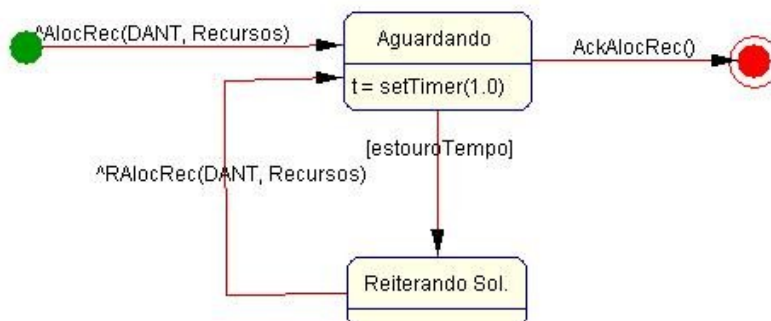 ^AlocRec(DANT, Recursos)
Aguardando
AckAlocRec()
t = setTimer(1.0)
[estouroTempo]
^RAlocRec(DANT, Recursos)
Reiterando Sol.